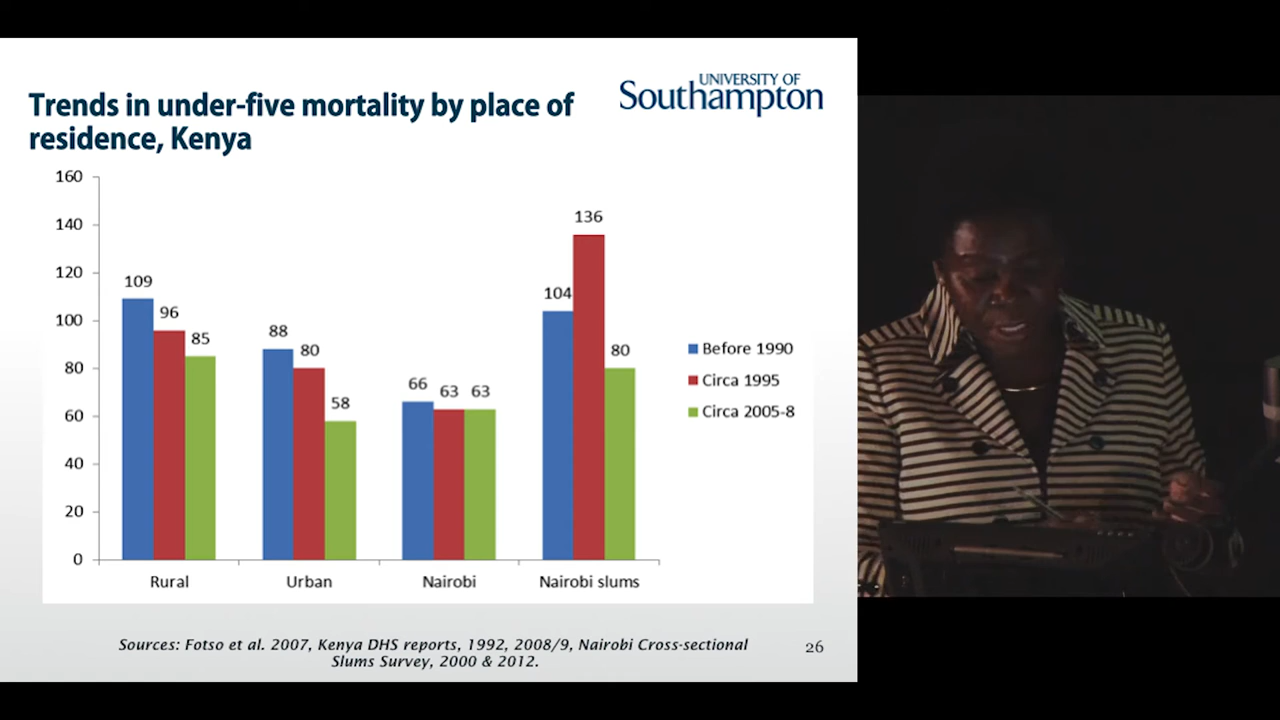 UNIVERSITY OF
Southampton
Trends in under-five mortality by place of
residence, Kenya
160
140
120
100
80
60
40
20
0
109
96
85
88
80
58
66
63
63
104
136
80
Rural
Urban
Nairobi
Nairobi slums
Before 1990
Circa 1995
Circa 2005-8
Sources: Fotso et al. 2007, Kenya DHS reports, 1992, 2008/9, Nairobi Cross-sectional
Slums Survey, 2000 & 2012.
26